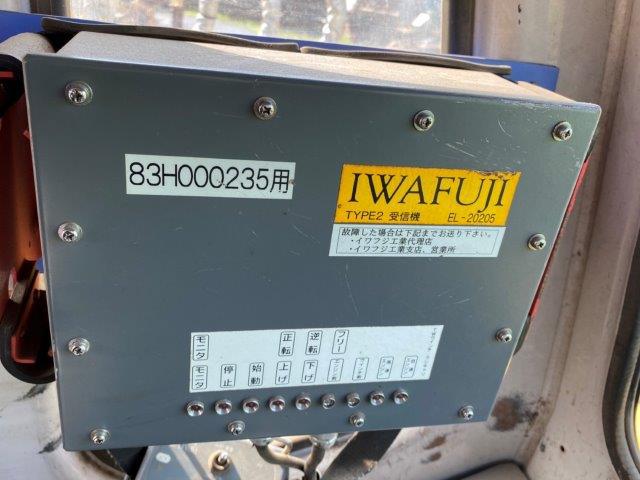 83H000235用
IWAFUJI
TYPE2 受信機 EL-20205
故障した場合は下記までお送り下さい。
・イワフジ工業代理店
・イワフジ工業支店、営業所
モニタ 正転 逆転 フリー
モニタ 停止 始動 上げ 下げ